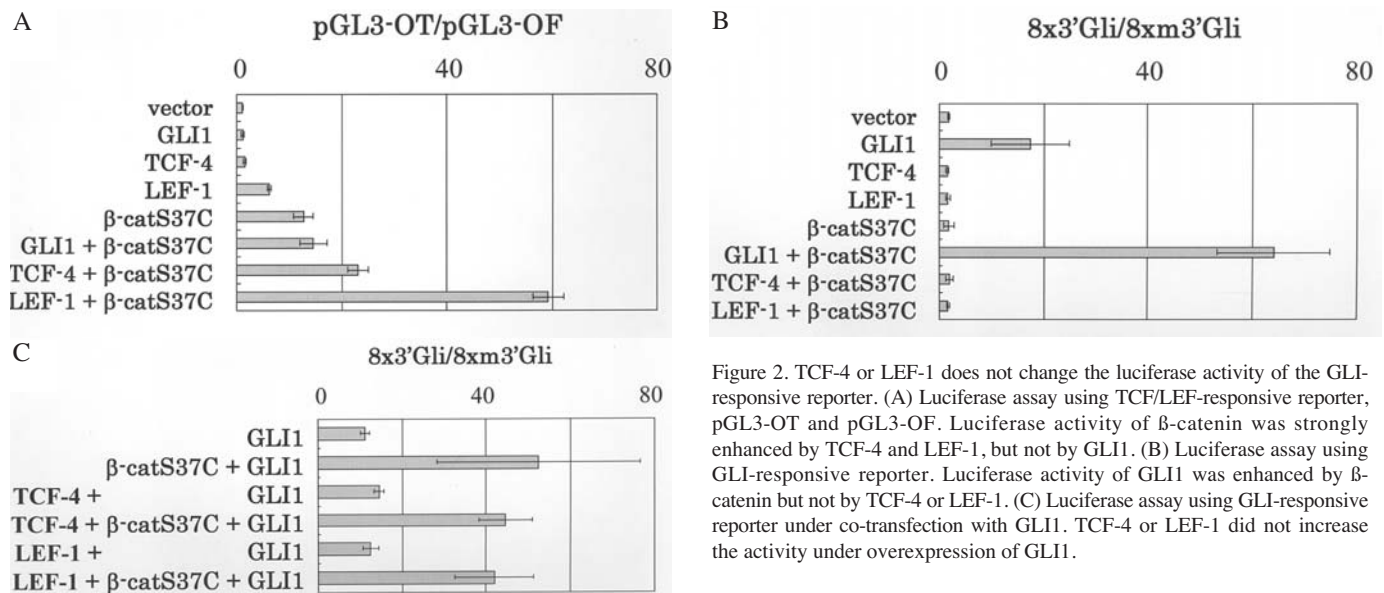 A
pGL3-OT/pGL3-OF
0 40 80
vector
GLI1
TCF-4
LEF-1
β-catS37C
GLI1 + β-catS37C
TCF-4 + β-catS37C
LEF-1 + β-catS37C
B
8x3'Gli/8xm3'Gli
0 40 80
vector
GLI1
TCF-4
LEF-1
β-catS37C
GLI1 + β-catS37C
TCF-4 + β-catS37C
LEF-1 + β-catS37C
C
8x3'Gli/8xm3'Gli
0 40 80
GLI1
β-catS37C + GLI1
TCF-4 + GLI1
TCF-4 + β-catS37C + GLI1
LEF-1 + GLI1
LEF-1 + β-catS37C + GLI1
Figure 2. TCF-4 or LEF-1 does not change the luciferase activity of the GLI-
responsive reporter. (A) Luciferase assay using TCF/LEF-responsive reporter,
pGL3-OT and pGL3-OF. Luciferase activity of ß-catenin was strongly
enhanced by TCF-4 and LEF-1, but not by GLI1. (B) Luciferase assay using
GLI-responsive reporter. Luciferase activity of GLI1 was enhanced by ß-
catenin but not by TCF-4 or LEF-1. (C) Luciferase assay using GLI-responsive
reporter under co-transfection with GLI1. TCF-4 or LEF-1 did not increase
the activity under overexpression of GLI1.